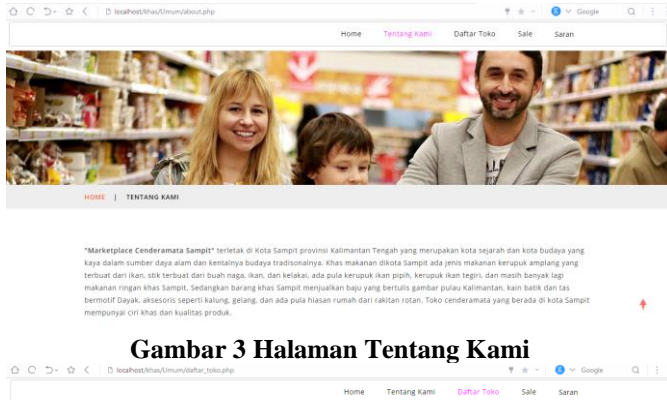 localhost/khas/Umum/about.php
Google
Home Tentang Kami Daftar Toko Sale Saran
HOME | TENTANG KAMI
"Marketplace Cenderamata Sampit" terletak di Kota Sampit provinsi Kalimantan Tengah yang merupakan kota sejarah dan kota budaya yang
kaya dalam sumber daya alam dan kentalnya budaya tradisonalnya. Khas makanan dikota Sampit ada jenis makanan kerupuk amplang yang
terbuat dari ikan, stik terbuat dari buah naga, ikan, dan kelakai, ada pula kerupuk ikan pipih, kerupuk ikan tegiri, dan masih banyak lagi
makanan ringan khas Sampit. Sedangkan barang khas Sampit menjualkan baju yang bertulis gambar pulau Kalimantan, kain batik dan tas
bermotif Dayak, aksesoris seperti kalung, gelang, dan ada pula hiasan rumah dari rakitan rotan. Toko cenderamata yang berada di kota Sampit
mempunyai ciri khas dan kualitas produk.
Gambar 3 Halaman Tentang Kami
localhost/khas/Umum/daftar_toko.php
Google
Home Tentang Kami Daftar Toko Sale Saran